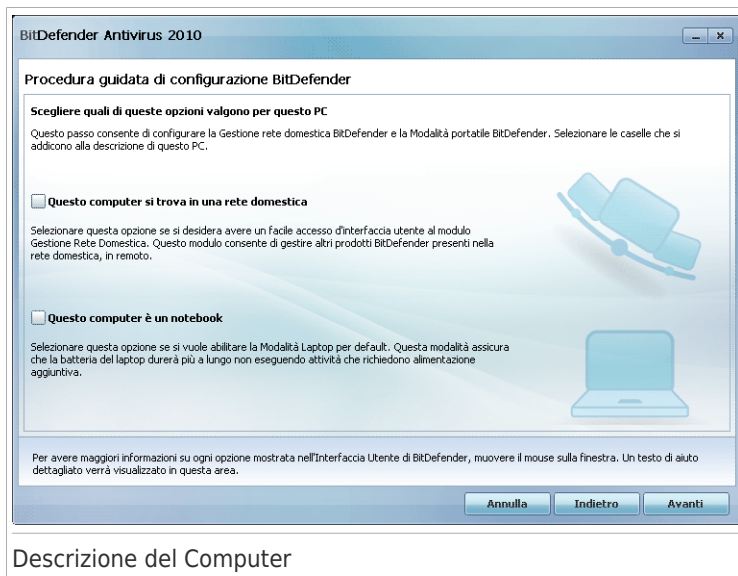 BitDefender Antivirus 2010
Procedura guidata di configurazione BitDefender
Scegliere quali di queste opzioni valgono per questo PC
Questo passo consente di configurare la Gestione rete domestica BitDefender e la Modalità portatile BitDefender. Selezionare le caselle che si
addicono alla descrizione di questo PC.
Questo computer si trova in una rete domestica
Selezionare questa opzione se si desidera avere un facile accesso d'interfaccia utente al modulo
Gestione Rete Domestica. Questo modulo consente di gestire altri prodotti BitDefender presenti nella
rete domestica, in remoto.
Questo computer è un notebook
Selezionare questa opzione se si vuole abilitare la Modalità Laptop per default. Questa modalità assicura
che la batteria del laptop durerà più a lungo non eseguendo attività che richiedono alimentazione
aggiuntiva.
Per avere maggiori informazioni su ogni opzione mostrata nell'Interfaccia Utente di BitDefender, muovere il mouse sulla finestra. Un testo di aiuto
dettagliato verrà visualizzato in questa area.
Annulla Indietro Avanti
Descrizione del Computer